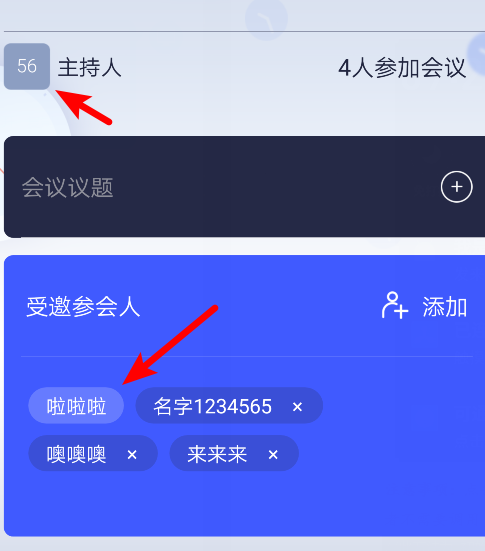 56 主持人 4人参加会议
会议议题
受邀参会人 添加
啦啦啦 名字1234565 ×
噢噢噢 × 来来来 ×